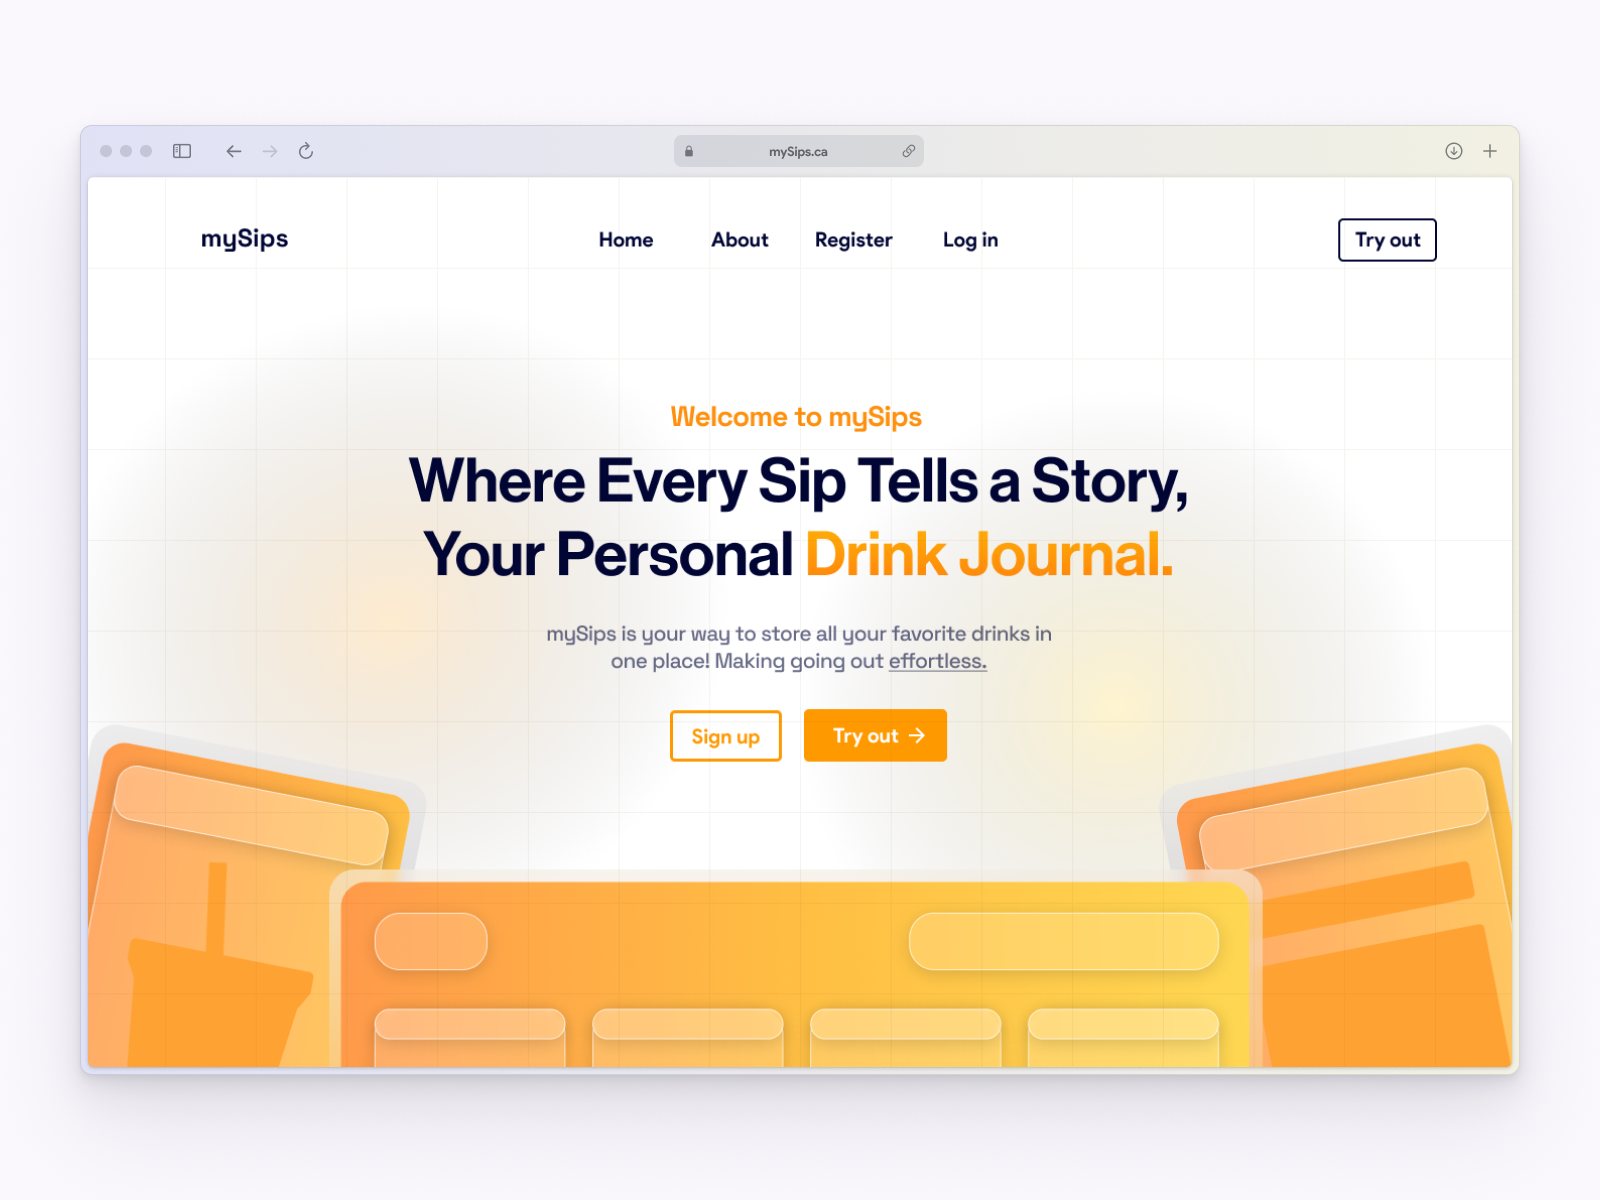 mySips.ca
mySips
Home About Register Log in
Try out
Welcome to mySips
Where Every Sip Tells a Story,
Your Personal Drink Journal.
mySips is your way to store all your favorite drinks in
one place! Making going out effortless.
Sign up
Try out